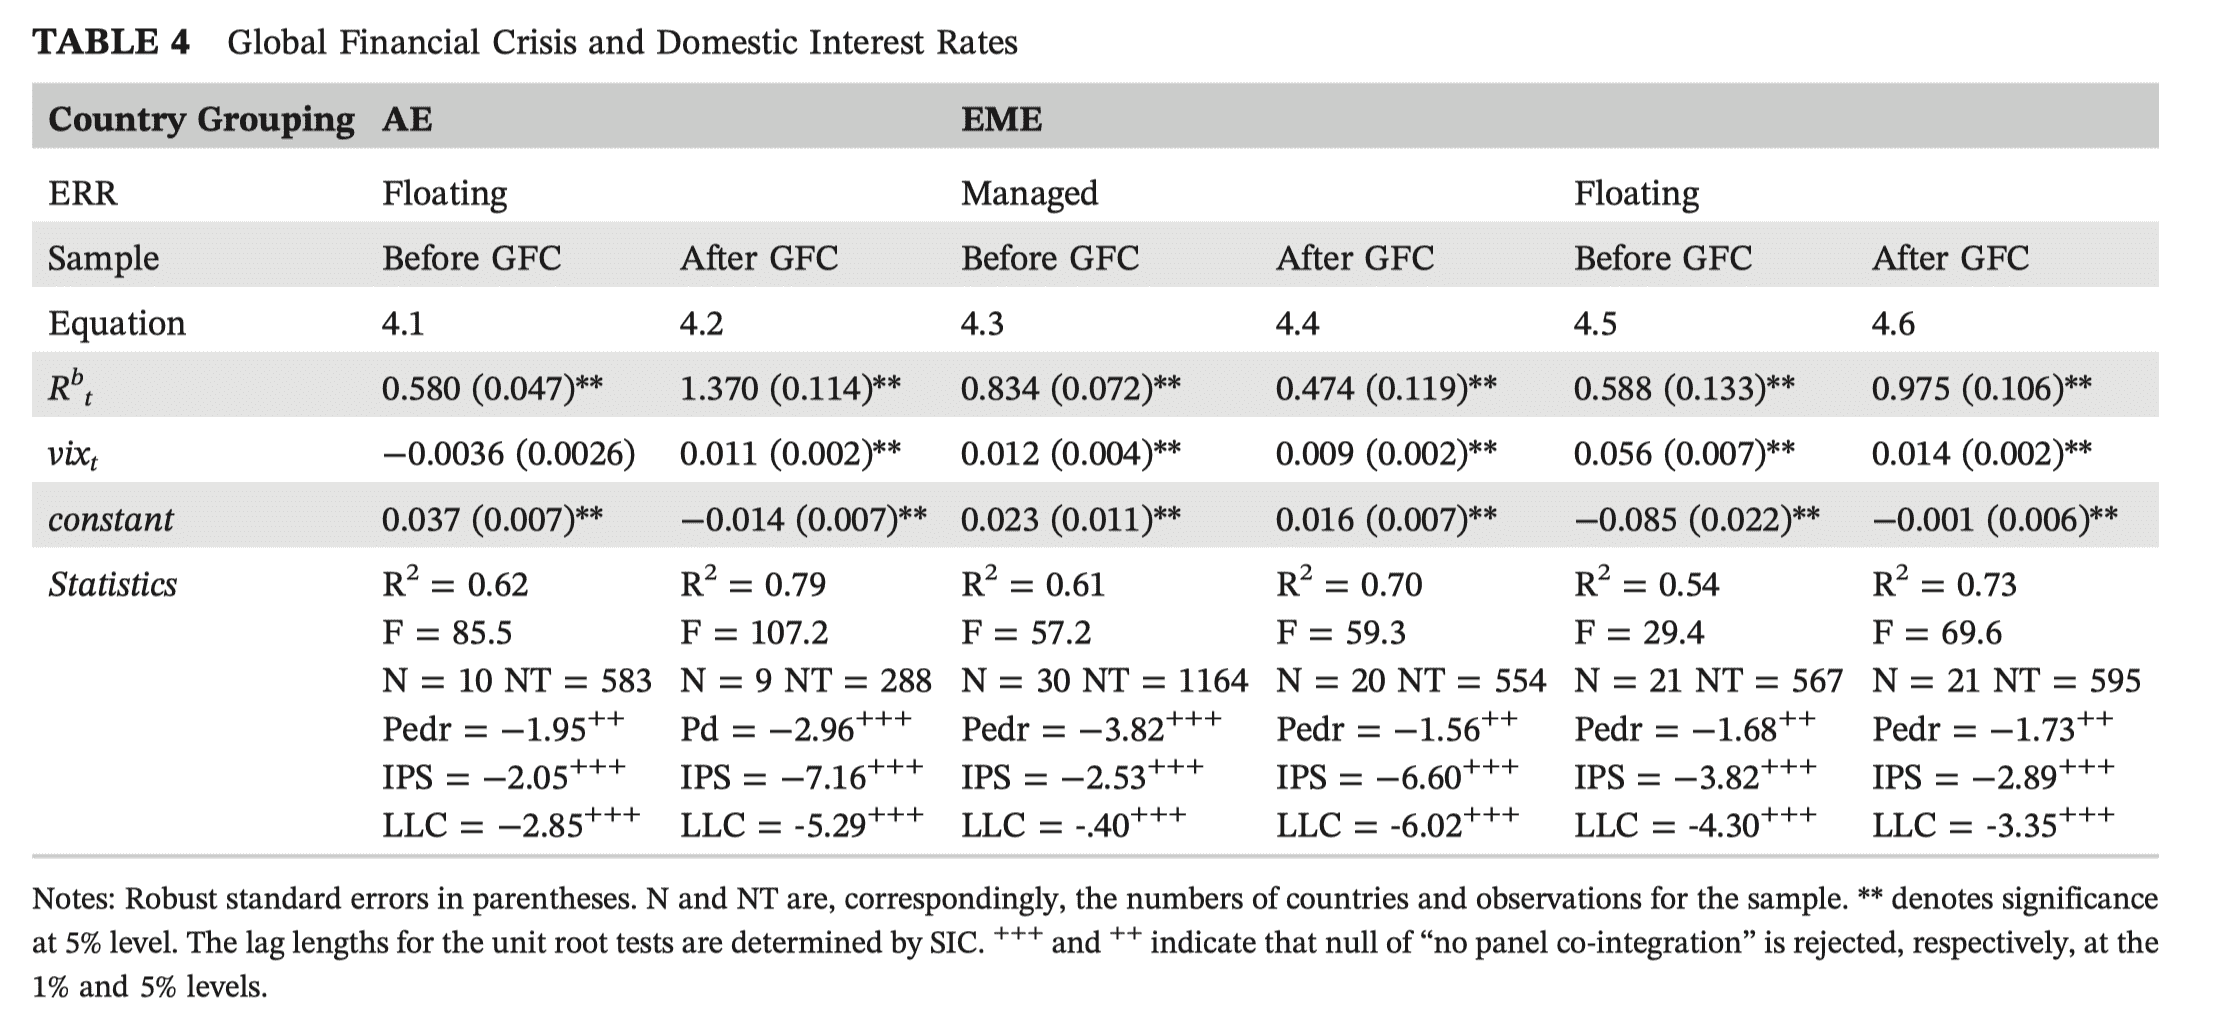 TABLE 4 Global Financial Crisis and Domestic Interest Rates
Country Grouping AE EME
ERR Floating Managed Floating
Sample Before GFC After GFC Before GFC After GFC Before GFC After GFC
Equation 4.1 4.2 4.3 4.4 4.5 4.6
Rᵇₜ 0.580 (0.047)** 1.370 (0.114)** 0.834 (0.072)** 0.474 (0.119)** 0.588 (0.133)** 0.975 (0.106)**
vixₜ −0.0036 (0.0026) 0.011 (0.002)** 0.012 (0.004)** 0.009 (0.002)** 0.056 (0.007)** 0.014 (0.002)**
constant 0.037 (0.007)** −0.014 (0.007)** 0.023 (0.011)** 0.016 (0.007)** −0.085 (0.022)** −0.001 (0.006)**
Statistics R² = 0.62 R² = 0.79 R² = 0.61 R² = 0.70 R² = 0.54 R² = 0.73
F = 85.5 F = 107.2 F = 57.2 F = 59.3 F = 29.4 F = 69.6
N = 10 NT = 583 N = 9 NT = 288 N = 30 NT = 1164 N = 20 NT = 554 N = 21 NT = 567 N = 21 NT = 595
Pedr = −1.95⁺⁺ Pd = −2.96⁺⁺⁺ Pedr = −3.82⁺⁺⁺ Pedr = −1.56⁺⁺ Pedr = −1.68⁺⁺ Pedr = −1.73⁺⁺
IPS = −2.05⁺⁺⁺ IPS = −7.16⁺⁺⁺ IPS = −2.53⁺⁺⁺ IPS = −6.60⁺⁺⁺ IPS = −3.82⁺⁺⁺ IPS = −2.89⁺⁺⁺
LLC = −2.85⁺⁺⁺ LLC = -5.29⁺⁺⁺ LLC = -.40⁺⁺⁺ LLC = -6.02⁺⁺⁺ LLC = -4.30⁺⁺⁺ LLC = -3.35⁺⁺⁺
Notes: Robust standard errors in parentheses. N and NT are, correspondingly, the numbers of countries and observations for the sample. ** denotes significance
at 5% level. The lag lengths for the unit root tests are determined by SIC. ⁺⁺⁺ and ⁺⁺ indicate that null of “no panel co-integration” is rejected, respectively, at the
1% and 5% levels.